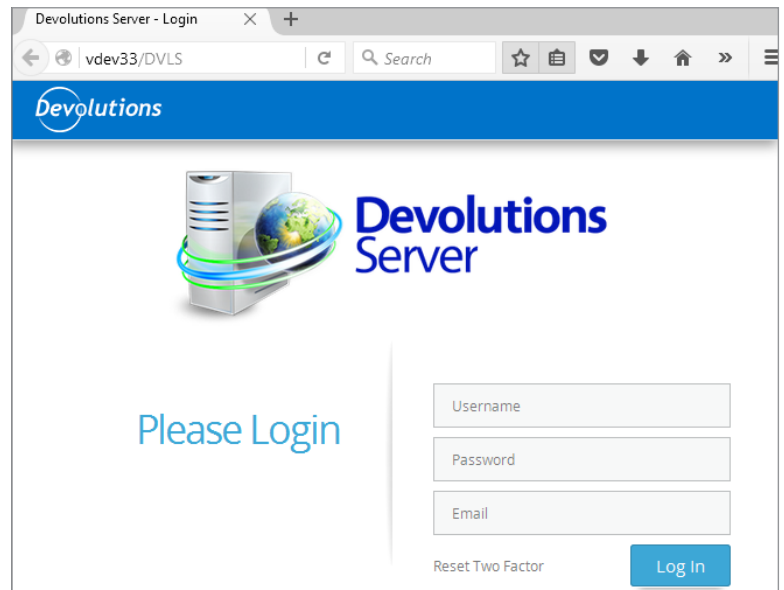 Devolutions Server - Login
vdev33/DVLS
Search
Devolutions
Devolutions
Server
Please Login
Username
Password
Email
Reset Two Factor
Log In